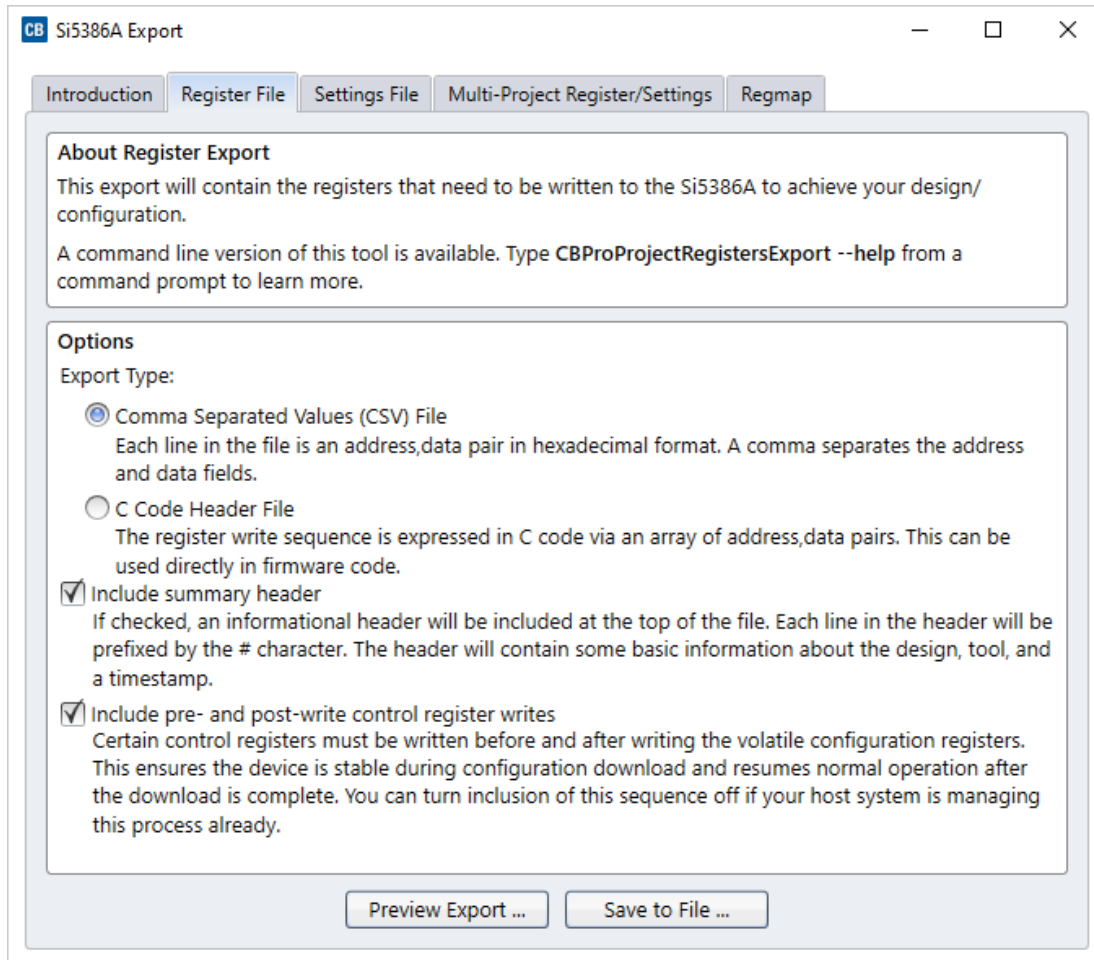 CB Si5386A Export
Introduction Register File Settings File Multi-Project Register/Settings Regmap
About Register Export
This export will contain the registers that need to be written to the Si5386A to achieve your design/
configuration.
A command line version of this tool is available. Type CBProProjectRegistersExport --help from a
command prompt to learn more.
Options
Export Type:
Comma Separated Values (CSV) File
Each line in the file is an address,data pair in hexadecimal format. A comma separates the address
and data fields.
C Code Header File
The register write sequence is expressed in C code via an array of address,data pairs. This can be
used directly in firmware code.
Include summary header
If checked, an informational header will be included at the top of the file. Each line in the header will be
prefixed by the # character. The header will contain some basic information about the design, tool, and
a timestamp.
Include pre- and post-write control register writes
Certain control registers must be written before and after writing the volatile configuration registers.
This ensures the device is stable during configuration download and resumes normal operation after
the download is complete. You can turn inclusion of this sequence off if your host system is managing
this process already.
Preview Export ... Save to File ...